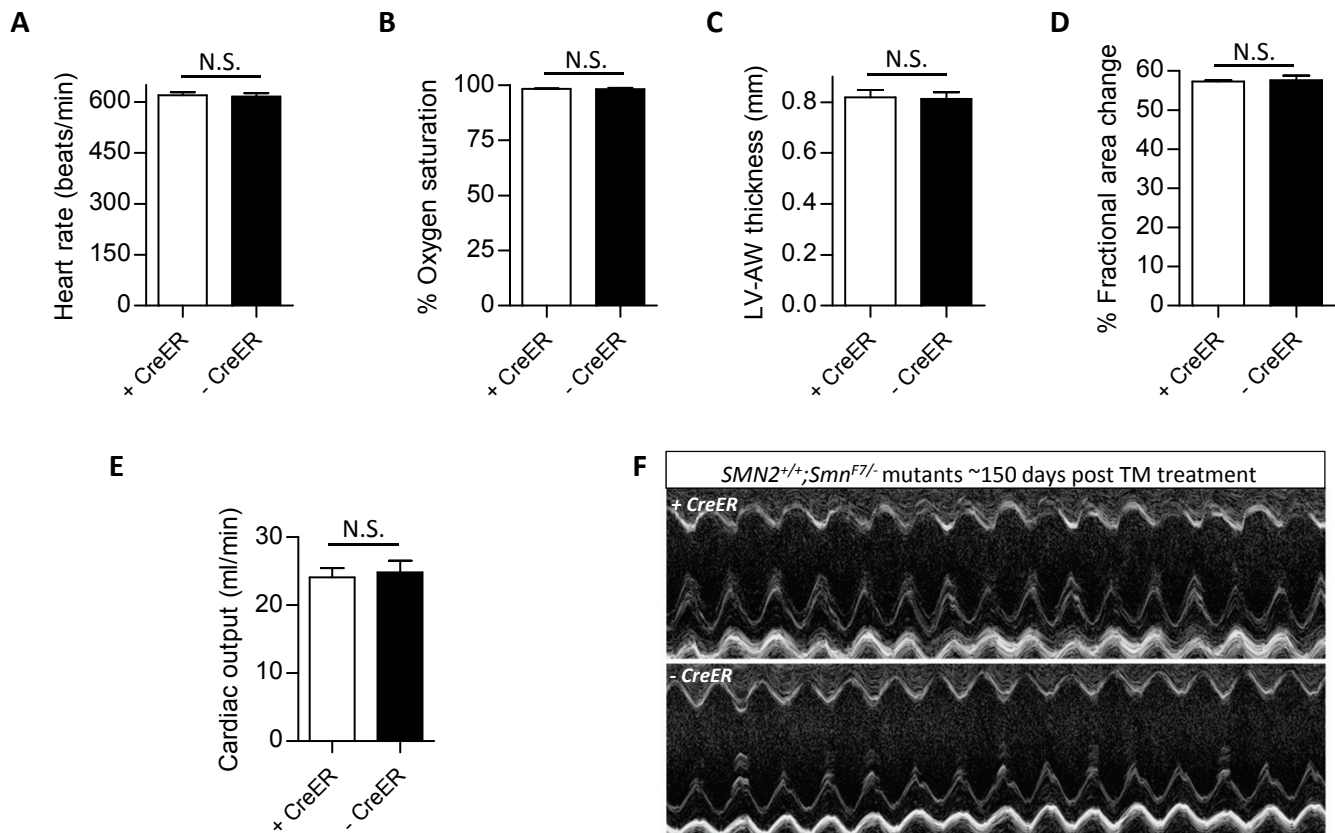 A
Heart rate (beats/min)
N.S.
600
450
300
150
0
+ CreER
- CreER
B
% Oxygen saturation
N.S.
100
75
50
25
0
+ CreER
- CreER
C
LV-AW thickness (mm)
N.S.
0.8
0.6
0.4
0.2
0.0
+ CreER
- CreER
D
% Fractional area change
N.S.
60
50
40
30
20
10
0
+ CreER
- CreER
E
Cardiac output (ml/min)
N.S.
30
20
10
0
+ CreER
- CreER
F
SMN2+/+;SmnF7/- mutants ~150 days post TM treatment
+ CreER
- CreER